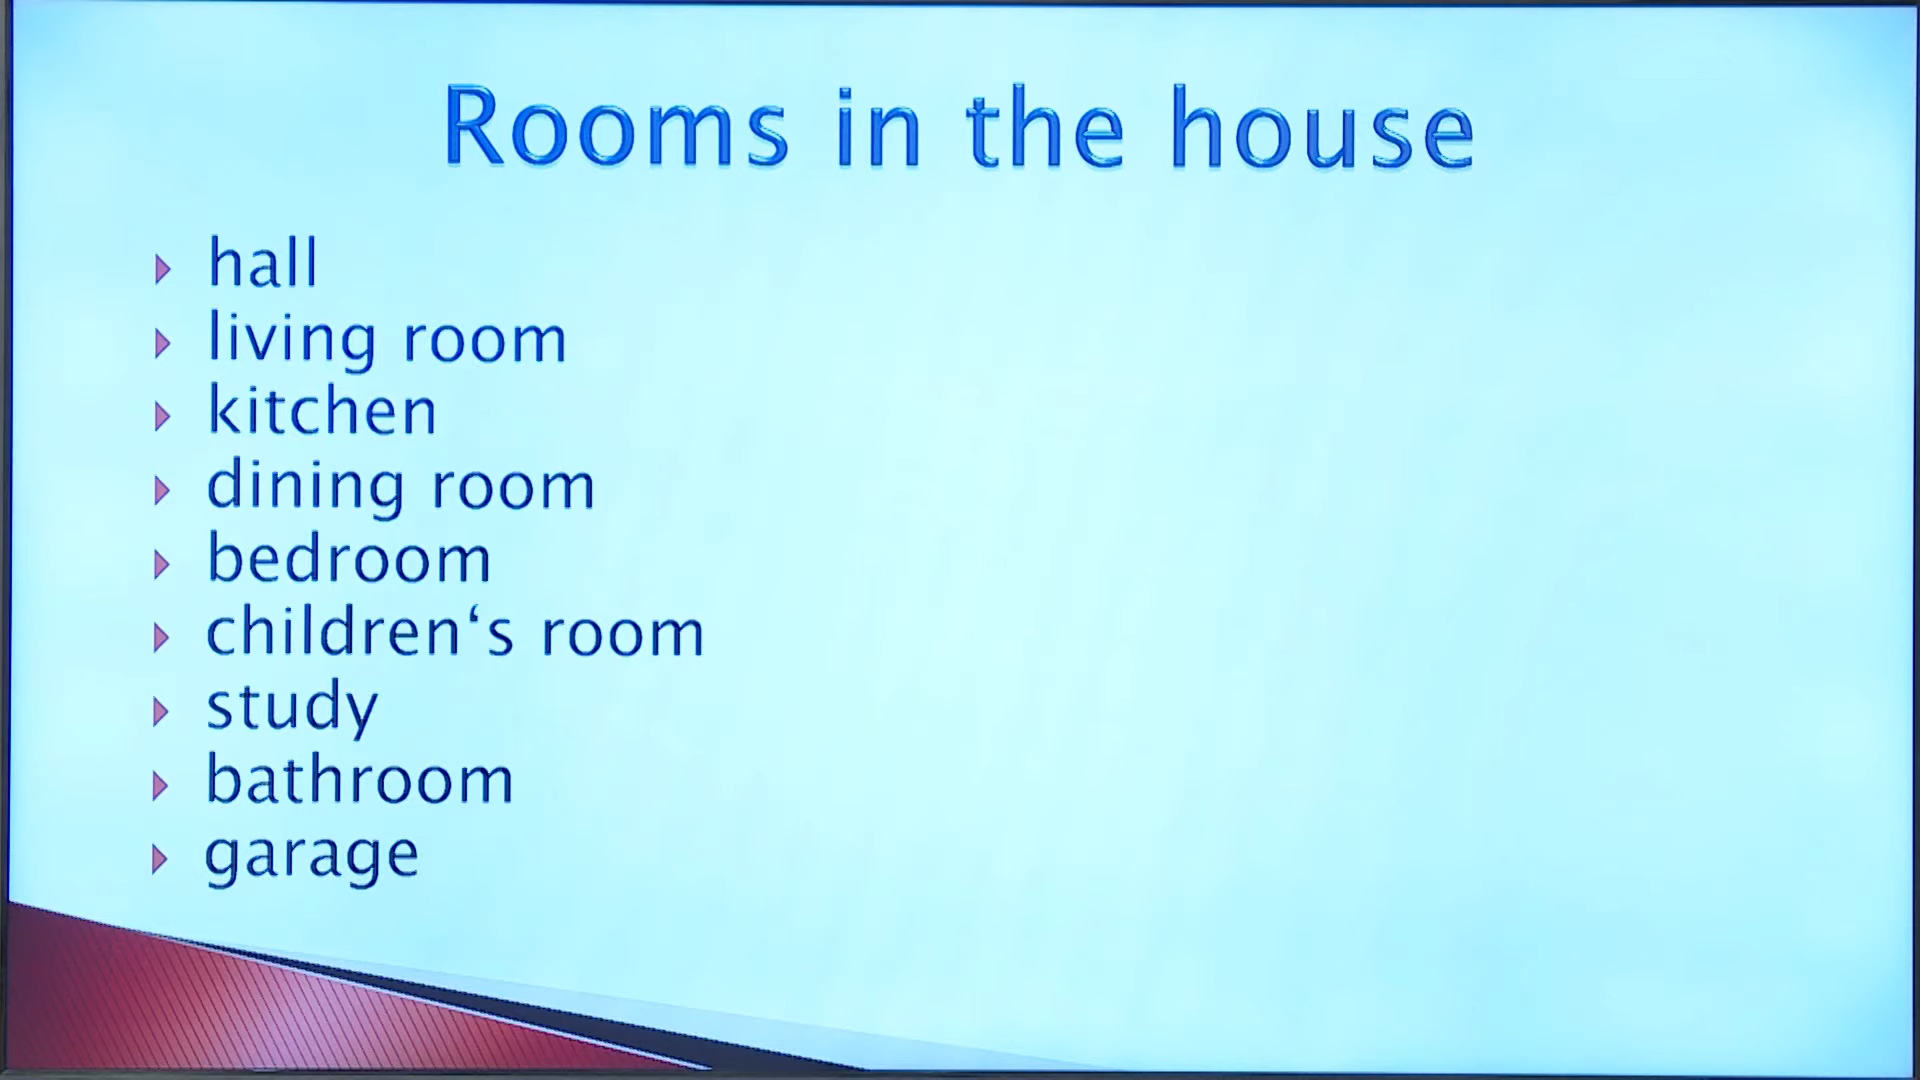 Rooms in the house
hall
living room
kitchen
dining room
bedroom
children‘s room
study
bathroom
garage